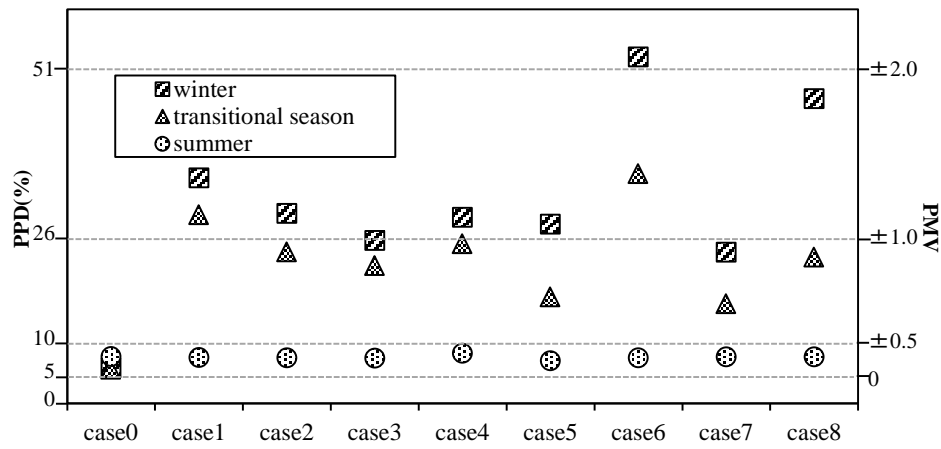 51
26
10
5
0
PPD(%)
winter
transitional season
summer
±2.0
±1.0
±0.5
0
PMV
case0 case1 case2 case3 case4 case5 case6 case7 case8